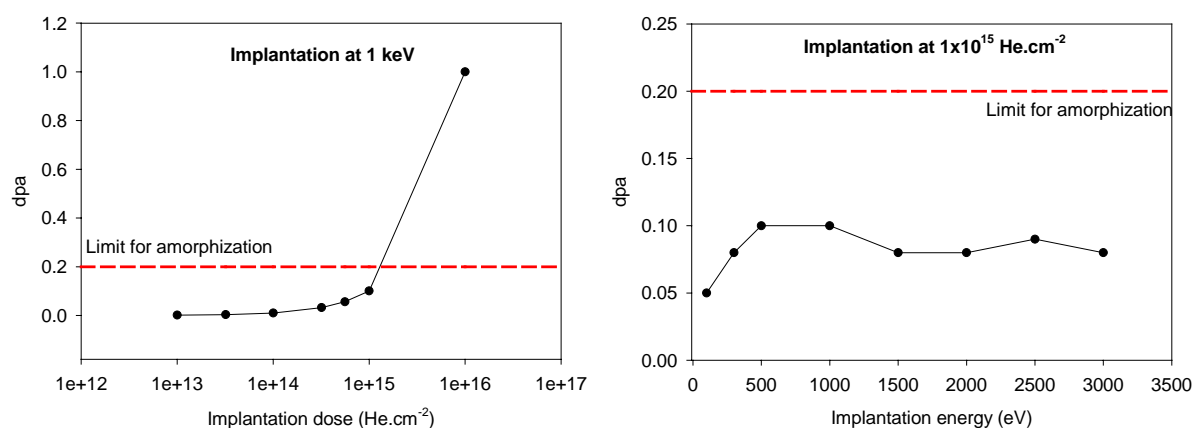 Implantation at 1 keV
1.2
1.0
0.8
0.6
0.4
0.2
0.0
dpa
Limit for amorphization
1e+12 1e+13 1e+14 1e+15 1e+16 1e+17
Implantation dose (He.cm⁻²)
Implantation at 1x10¹⁵ He.cm⁻²
0.25
0.20
0.15
0.10
0.05
0.00
dpa
Limit for amorphization
0 500 1000 1500 2000 2500 3000 3500
Implantation energy (eV)